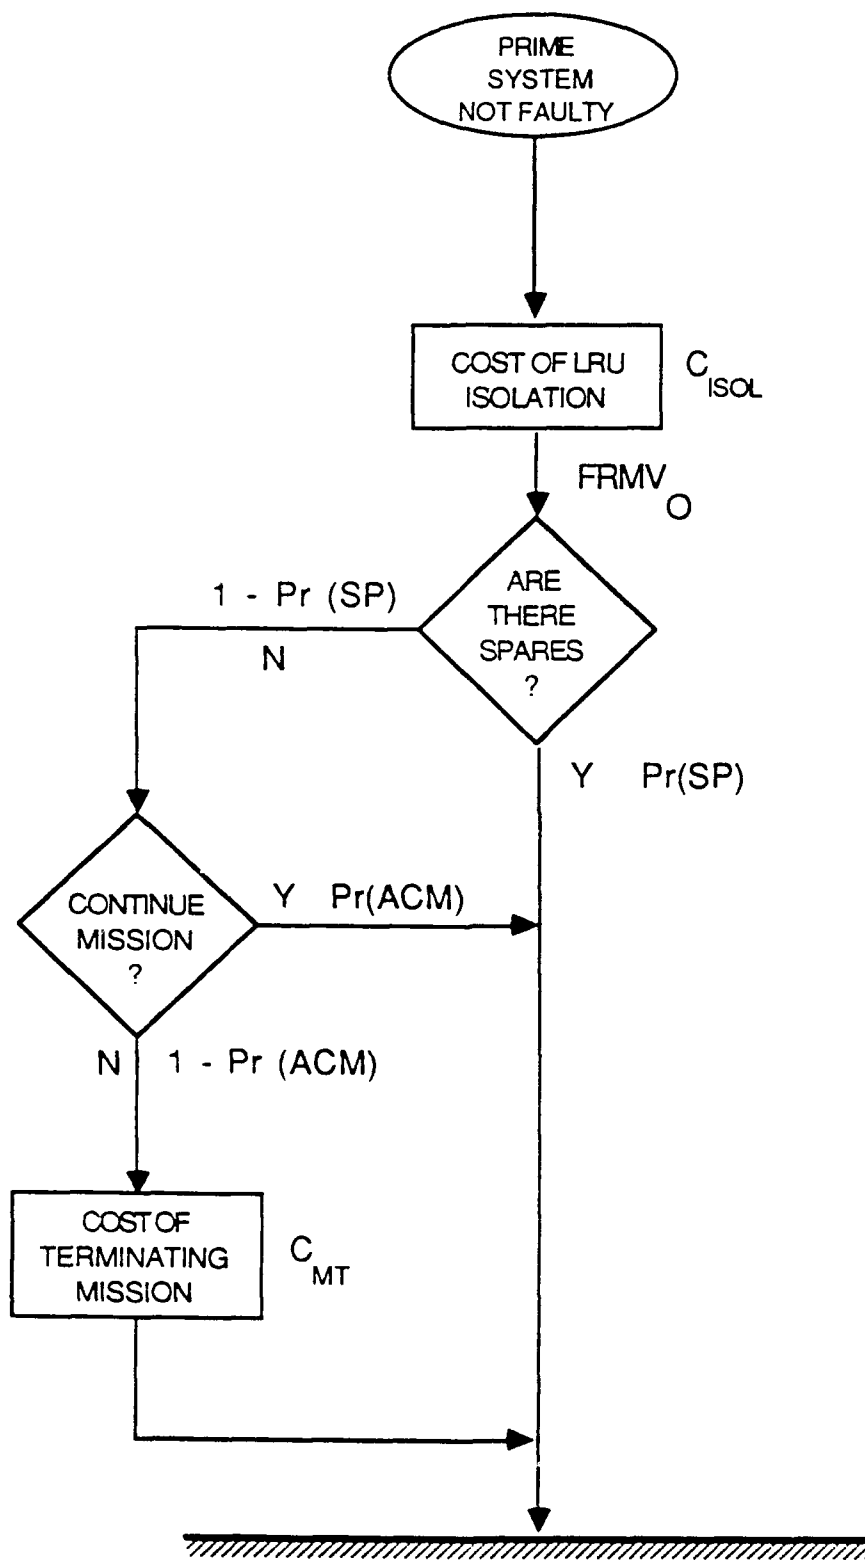 PRIME
SYSTEM
NOT FAULTY
COST OF LRU
ISOLATION
C ISOL
FRMV O
ARE
THERE
SPARES
?
1 - Pr (SP)
N
Y Pr(SP)
CONTINUE
MISSION
?
Y Pr(ACM)
N 1 - Pr (ACM)
COST OF
TERMINATING
MISSION
C MT